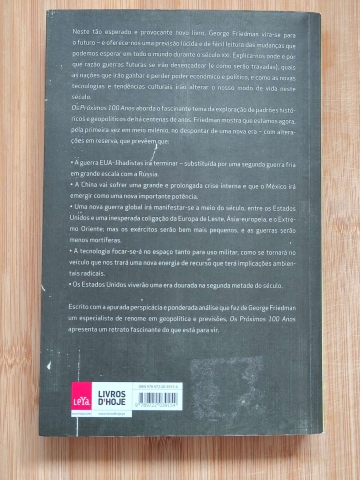 Neste tão esperado e provocante novo livro, George Friedman vira-se para
o futuro – e oferece-nos uma previsão lúcida e de fácil leitura das mudanças que
podemos esperar em todo o mundo durante o século XXI. Explica-nos onde e por
que razão guerras futuras se irão desencadear (e como serão travadas), quais
as nações que irão ganhar e perder poder económico e político, e como as novas
tecnologias e tendências culturais irão alterar o nosso modo de vida neste
século.
Os Próximos 100 Anos aborda o fascinante tema da exploração de padrões histó-
ricos e geopolíticos de há centenas de anos. Friedman mostra que estamos agora,
pela primeira vez em meio milénio, no despontar de uma nova era – com altera-
ções em reserva, que prevêem que:
• A guerra EUA-Jihadistas irá terminar – substituída por uma segunda guerra fria
em grande escala com a Rússia.
• A China vai sofrer uma grande e prolongada crise interna e que o México irá
emergir como uma nova importante potência.
• Uma nova guerra global irá manifestar-se a meio do século, entre os Estados
Unidos e uma inesperada coligação da Europa de Leste, Ásia-europeia, e o Extre-
mo Oriente; mas os exércitos serão bem mais pequenos, e as guerras serão
menos mortíferas.
• A tecnologia focar-se-á no espaço tanto para uso militar, como se tornará no
veículo que nos trará uma nova energia de recurso que terá implicações ambien-
tais radicais.
• Os Estados Unidos viverão uma era dourada na segunda metade do século.
Escrito com a apurada perspicácia e ponderada análise que fez de George Friedman
um especialista de renome em geopolítica e previsões, Os Próximos 100 Anos
apresenta um retrato fascinante do que está para vir.
LeYa
LIVROS
D'HOJE